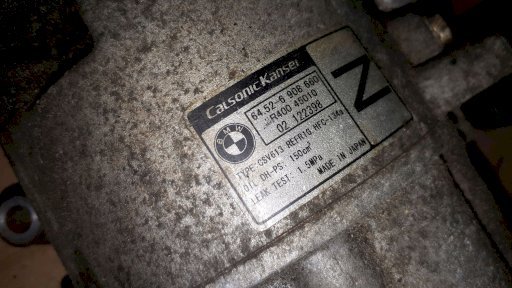 CalsonicKansei
64.52-6 908 660
R400 45010
02 122398
BMW
TYPE: CSV613 REFRIG HFC-134a
OIL DH-PS: 150cm³
LEAK TEST: 1.5MPa
MADE IN JAPAN
Z